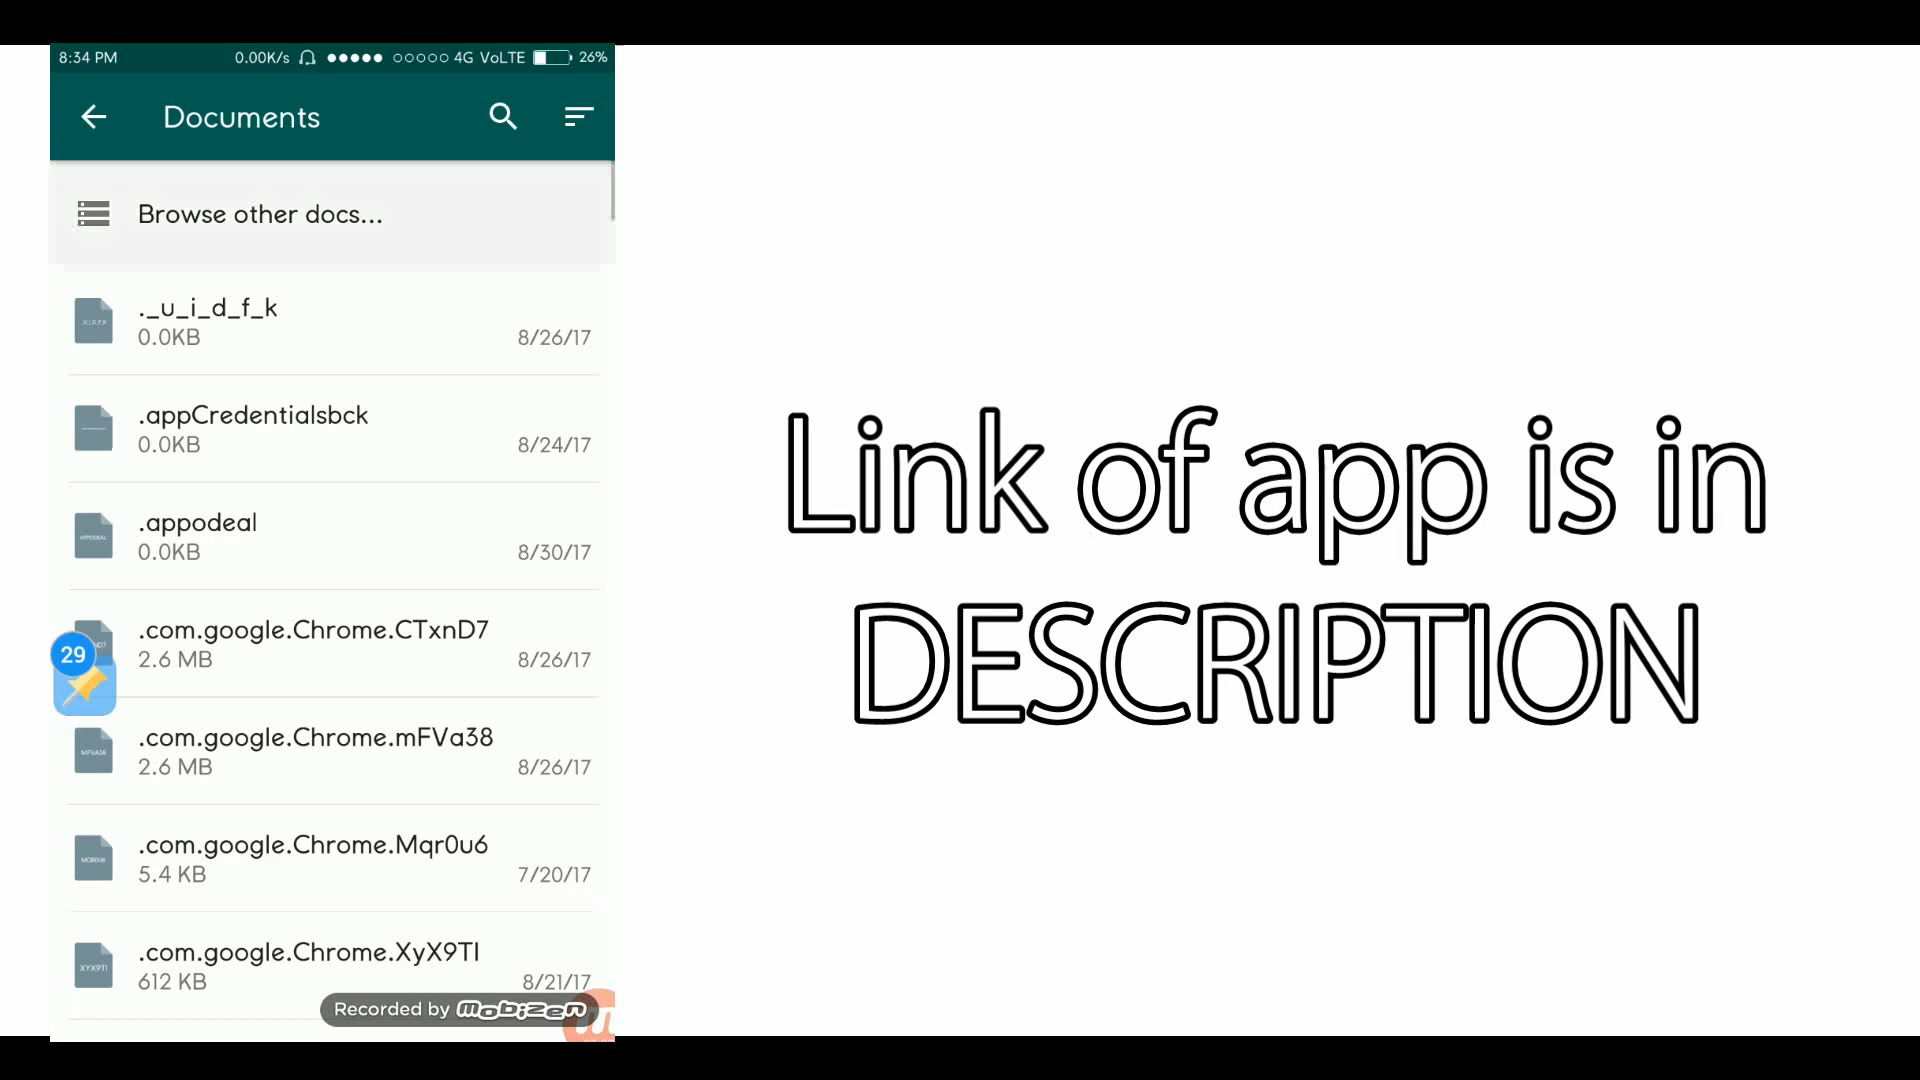 8:34 PM 0.00K/s 4G VoLTE 26%
Documents
Browse other docs...
._u_i_d_f_k
0.0KB 8/26/17
.appCredentialsbck
0.0KB 8/24/17
.appodeal
0.0KB 8/30/17
APPODEAL
.com.google.Chrome.CTxnD7
2.6 MB 8/26/17
29
.com.google.Chrome.mFVa38
2.6 MB 8/26/17
MFVA38
.com.google.Chrome.Mqr0u6
5.4 KB 7/20/17
MQR0U6
.com.google.Chrome.XyX9TI
612 KB 8/21/17
XYX9TI
Recorded by mobizen
Link of app is in
DESCRIPTION